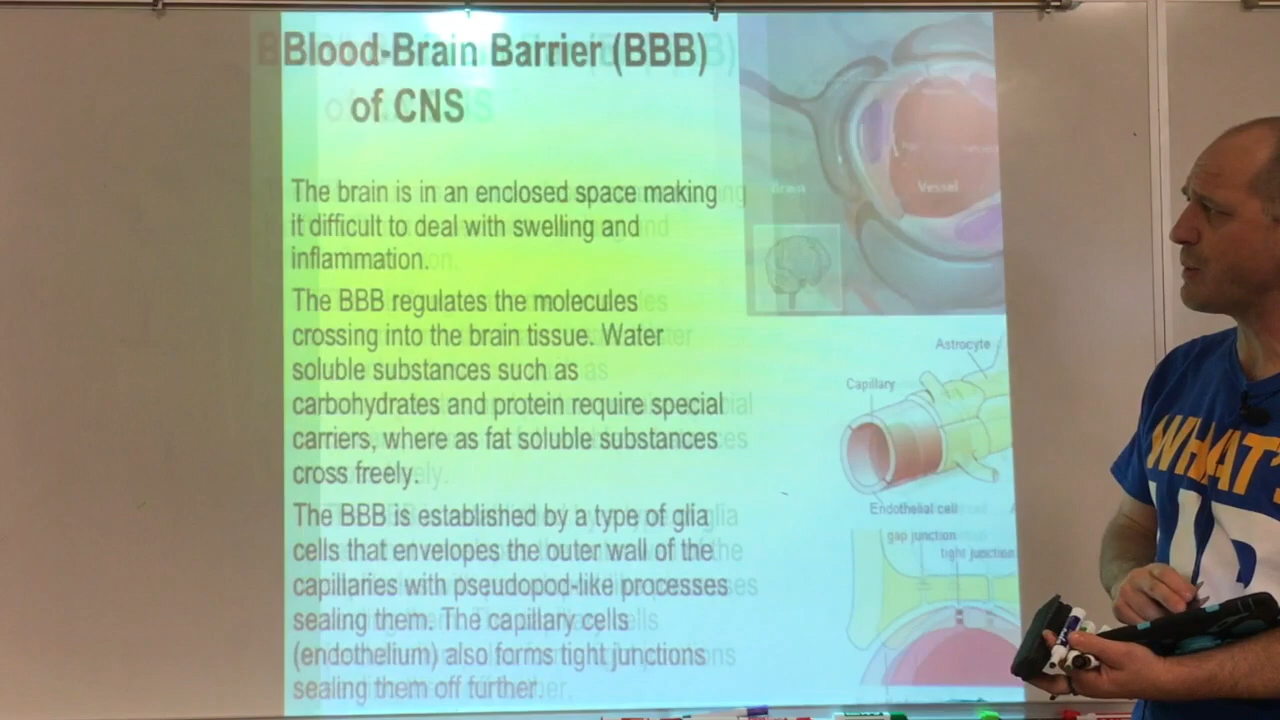 Blood-Brain Barrier (BBB)
of CNS
The brain is in an enclosed space making
it difficult to deal with swelling and
inflammation.
The BBB regulates the molecules
crossing into the brain tissue. Water
soluble substances such as
carbohydrates and protein require special
carriers, where as fat soluble substances
cross freely.
The BBB is established by a type of glia
cells that envelopes the outer wall of the
capillaries with pseudopod-like processes
sealing them. The capillary cells
(endothelium) also forms tight junctions
sealing them off further.
Brain
Vessel
Astrocyte
Capillary
Endothelial cell
gap junction
tight junction
WHAT'S